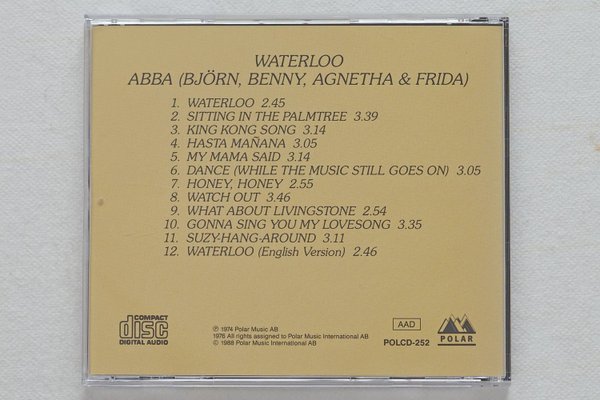 WATERLOO
ABBA (BJÖRN, BENNY, AGNETHA & FRIDA)
1. WATERLOO 2.45
2. SITTING IN THE PALMTREE 3.39
3. KING KONG SONG 3.14
4. HASTA MAÑANA 3.05
5. MY MAMA SAID 3.14
6. DANCE (WHILE THE MUSIC STILL GOES ON) 3.05
7. HONEY, HONEY 2.55
8. WATCH OUT 3.46
9. WHAT ABOUT LIVINGSTONE 2.54
10. GONNA SING YOU MY LOVESONG 3.35
11. SUZY-HANG-AROUND 3.11
12. WATERLOO (English Version) 2.46
COMPACT
disc
DIGITAL AUDIO
℗ 1974 Polar Music AB
1976 All rights assigned to Polar Music International AB
© 1988 Polar Music International AB
AAD
POLCD-252
POLAR